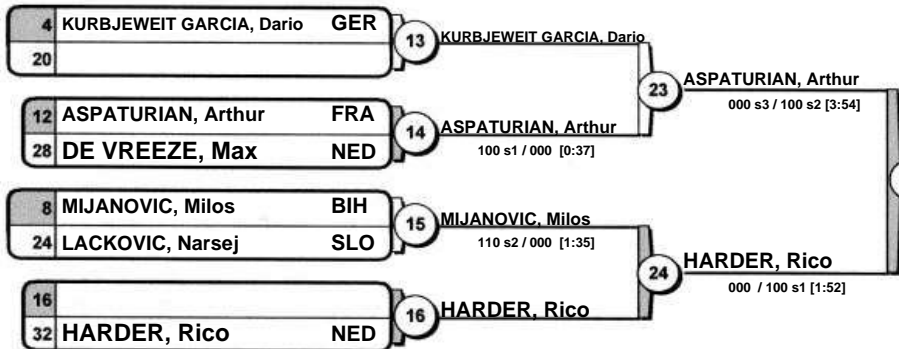 4 KURBJEWEIT GARCIA, Dario GER
20
13 KURBJEWEIT GARCIA, Dario
23 ASPATURIAN, Arthur
000 s3 / 100 s2 [3:54]
12 ASPATURIAN, Arthur FRA
28 DE VREEZE, Max NED
14 ASPATURIAN, Arthur
100 s1 / 000 [0:37]
8 MIJANOVIC, Milos BIH
24 LACKOVIC, Narsej SLO
15 MIJANOVIC, Milos
110 s2 / 000 [1:35]
24 HARDER, Rico
000 / 100 s1 [1:52]
16
32 HARDER, Rico NED
16 HARDER, Rico